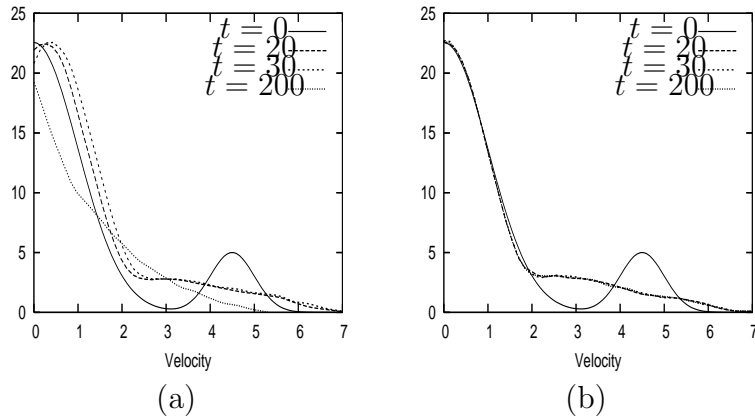 25
20
15
10
5
0
0 1 2 3 4 5 6 7
Velocity
t = 0
t = 20
t = 30
t = 200
(a)
25
20
15
10
5
0
0 1 2 3 4 5 6 7
Velocity
t = 0
t = 20
t = 30
t = 200
(b)